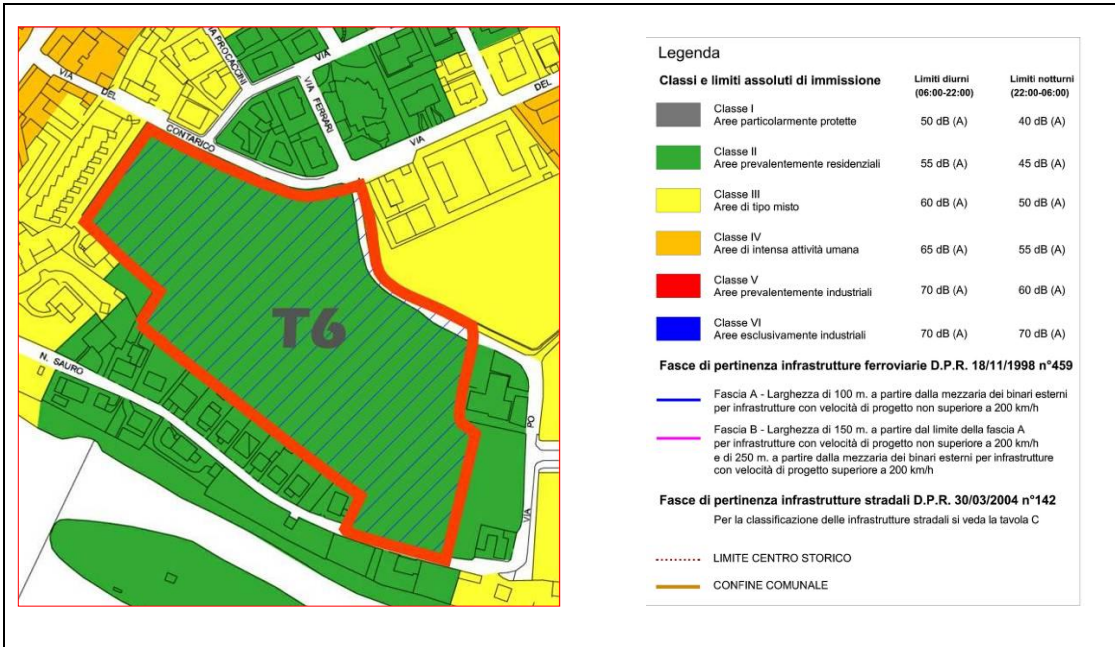 VIA PROCACCINI
VIA
VIA
DEL
VIA FERRARI
DEL
CONTARICO
VIA
T6
N. SAURO
PO
VIA
Legenda
Classi e limiti assoluti di immissione
Limiti diurni
(06:00-22:00)
Limiti notturni
(22:00-06:00)
Classe I
Aree particolarmente protette
50 dB (A)
40 dB (A)
Classe II
Aree prevalentemente residenziali
55 dB (A)
45 dB (A)
Classe III
Aree di tipo misto
60 dB (A)
50 dB (A)
Classe IV
Aree di intensa attività umana
65 dB (A)
55 dB (A)
Classe V
Aree prevalentemente industriali
70 dB (A)
60 dB (A)
Classe VI
Aree esclusivamente industriali
70 dB (A)
70 dB (A)
Fasce di pertinenza infrastrutture ferroviarie D.P.R. 18/11/1998 n°459
Fascia A - Larghezza di 100 m. a partire dalla mezzaria dei binari esterni
per infrastrutture con velocità di progetto non superiore a 200 km/h
Fascia B - Larghezza di 150 m. a partire dal limite della fascia A
per infrastrutture con velocità di progetto non superiore a 200 km/h
e di 250 m. a partire dalla mezzaria dei binari esterni per infrastrutture
con velocità di progetto superiore a 200 km/h
Fasce di pertinenza infrastrutture stradali D.P.R. 30/03/2004 n°142
Per la classificazione delle infrastrutture stradali si veda la tavola C
LIMITE CENTRO STORICO
CONFINE COMUNALE